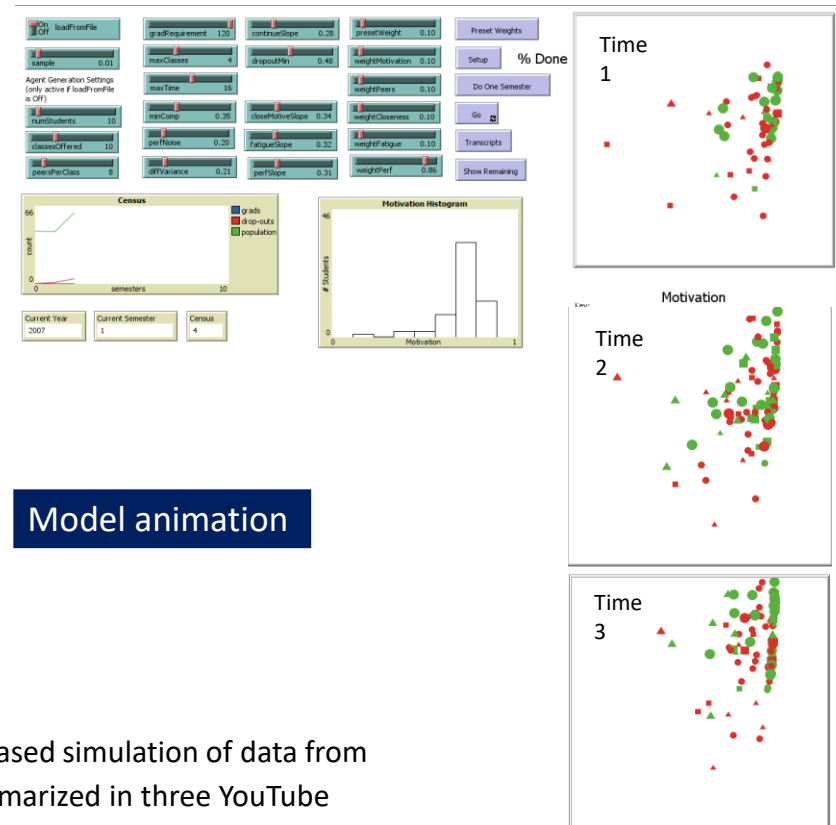 On
Off loadFromFile
gradRequirement 120
continueSlope 0.28
presetWeight 0.10
Preset Weights
sample 0.01
maxClasses 4
dropoutMin 0.48
weightMotivation 0.10
Setup
% Done
Agent Generation Settings
(only active if loadFromFile
is Off)
maxTime 16
weightPeers 0.10
Do One Semester
numStudents 10
minComp 0.35
closeMotiveSlope 0.34
weightCloseness 0.10
Go
classesOffered 10
perfNoise 0.20
fatigueSlope 0.32
weightFatigue 0.10
Transcripts
peersPerClass 8
diffVariance 0.21
perfSlope 0.31
weightPerf 0.86
Show Remaining
Census
66
count
0
0 semesters 10
grads
drop-outs
population
Motivation Histogram
46
# Students
0
0 Motivation 1
Current Year
2007
Current Semester
1
Census
4
Time
1
Motivation
Time
2
Time
3
Model animation
ased simulation of data from
marized in three YouTube